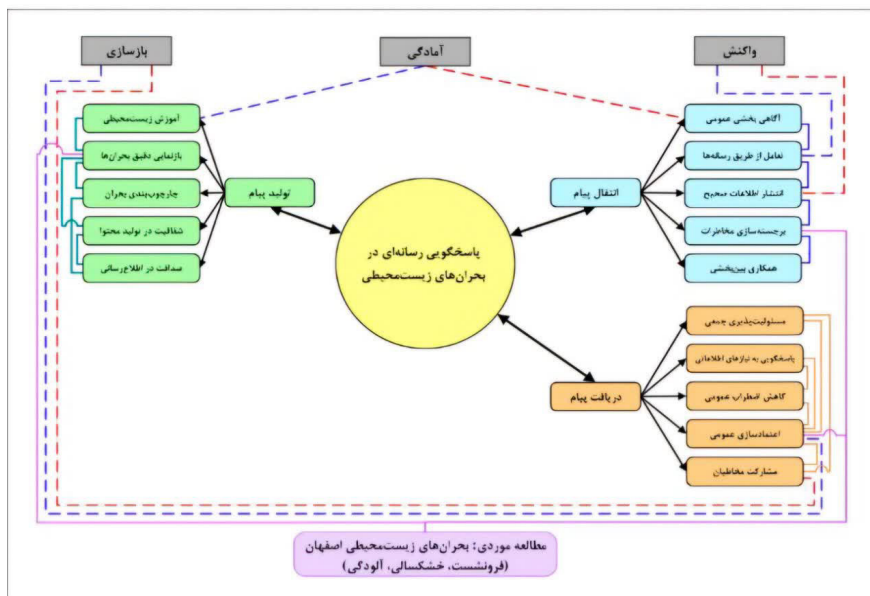 بازسازی
آمادگی
واکنش
آموزش زیست‌محیطی
بازنمایی دقیق بحران‌ها
چارچوب‌بندی بحران
شفافیت در تولید محتوا
صداقت در اطلاع‌رسانی
تولید پیام
پاسخگویی رسانه‌ای در
بحران‌های زیست‌محیطی
انتقال پیام
آگاهی بخشی عمومی
تعامل از طریق رسانه‌ها
انتشار اطلاعات صحیح
برجسته‌سازی مخاطرات
همکاری بین‌بخشی
دریافت پیام
مسئولیت‌پذیری جمعی
پاسخگویی به نیازهای اطلاعاتی
کاهش اضطراب عمومی
اعتمادسازی عمومی
مشارکت مخاطبان
مطالعه موردی: بحران‌های زیست‌محیطی اصفهان
(فرونشست، خشکسالی، آلودگی)